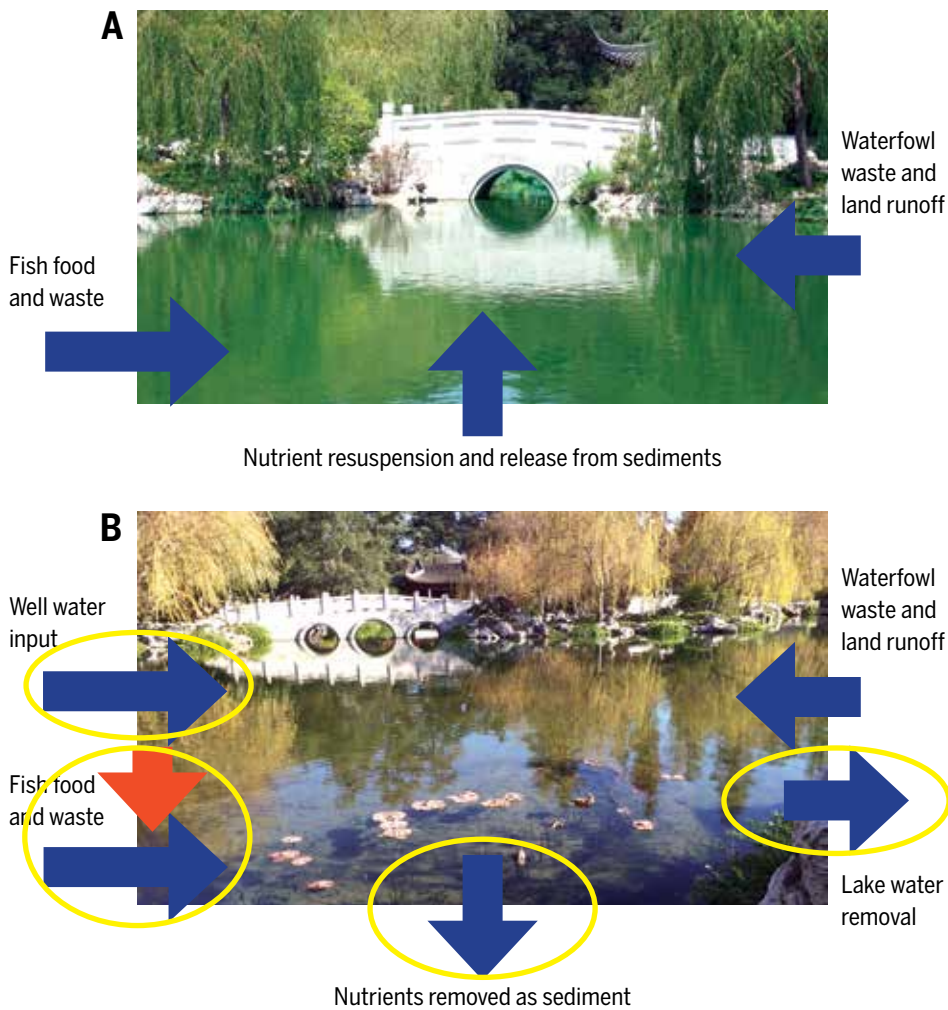 A
Waterfowl
waste and
land runoff
Fish food
and waste
Nutrient resuspension and release from sediments
B
Well water
input
Waterfowl
waste and
land runoff
Fish food
and waste
Lake water
removal
Nutrients removed as sediment